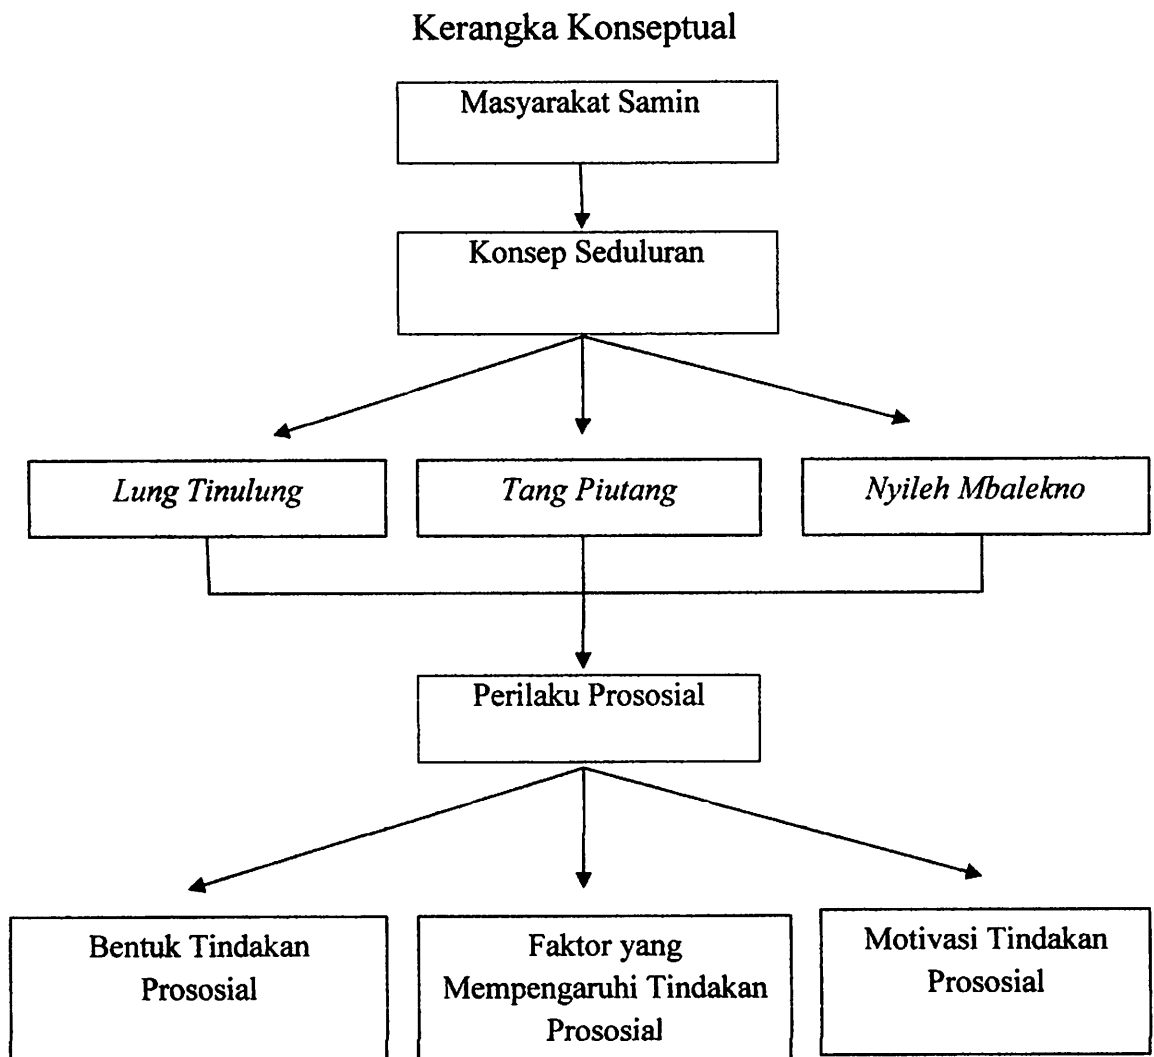 Kerangka Konseptual
Masyarakat Samin
Konsep Seduluran
Lung Tinulung
Tang Piutang
Nyileh Mbalekno
Perilaku Prososial
Bentuk Tindakan
Prososial
Faktor yang
Mempengaruhi Tindakan
Prososial
Motivasi Tindakan
Prososial